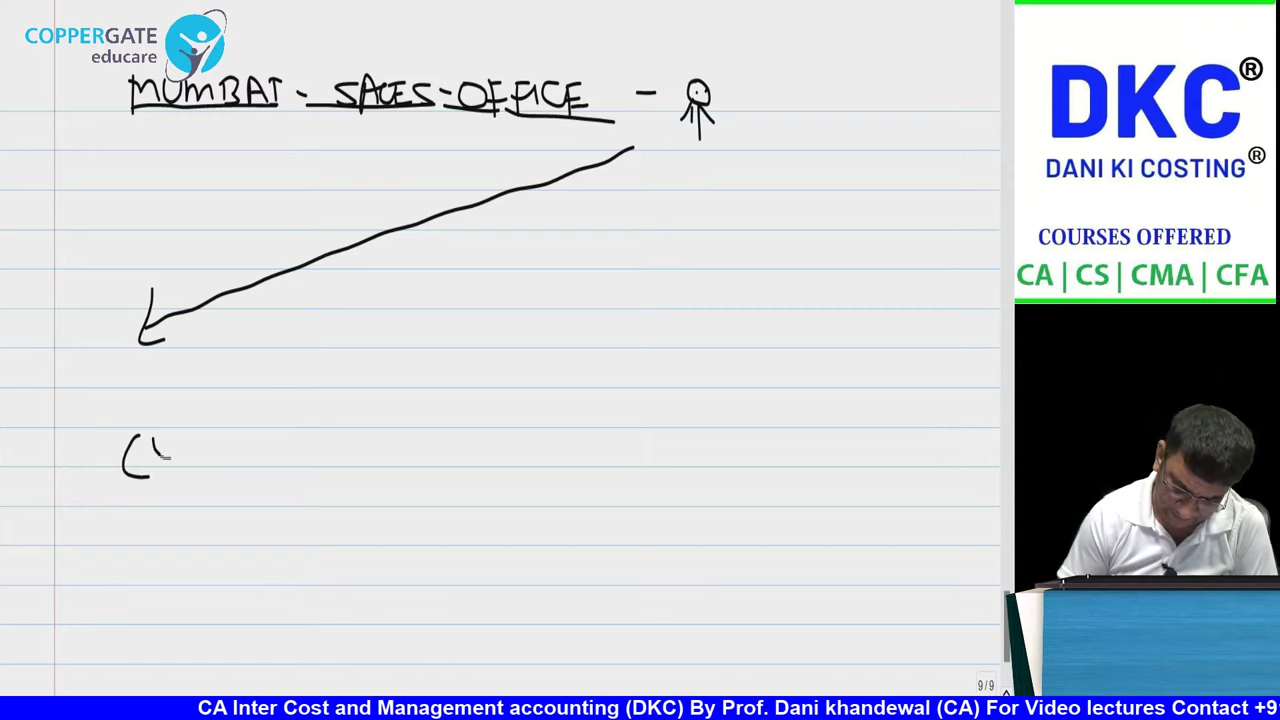 COPPERGATE
educare
MUMBAI - SALES - OFFICE -
DKC®
DANI KI COSTING®
COURSES OFFERED
CA | CS | CMA | CFA
9/9
CA Inter Cost and Management accounting (DKC) By Prof. Dani khandewal (CA) For Video lectures Contact +9